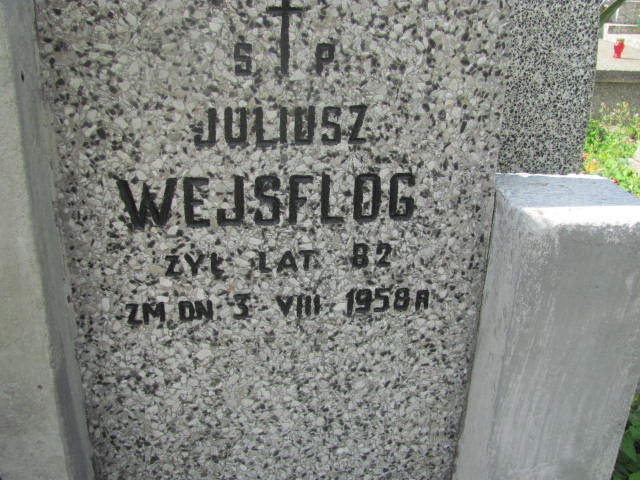 Ś P
JULIUSZ
WEJSFLOG
ŻYŁ LAT 82
ZM. DN 3 - VIII 1958 R